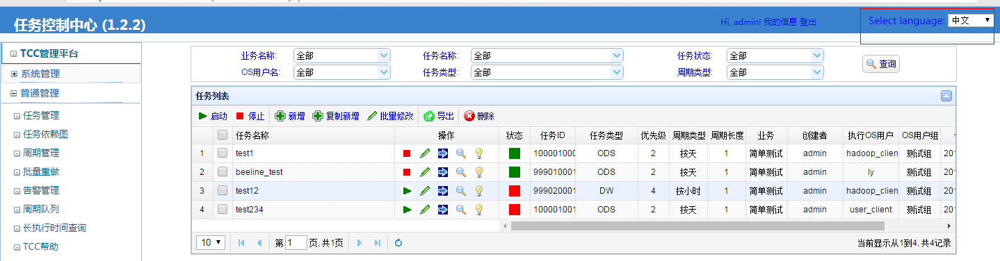 任务控制中心 (1.2.2)
Hi, admin! 我的信息 登出
Select language: 中文
TCC管理平台
系统管理
普通管理
任务管理
任务依赖图
周期管理
批量重做
告警管理
周期队列
长执行时间查询
TCC帮助
业务名称: 全部 任务名称: 全部 任务状态: 全部
OS用户名: 全部 任务类型: 全部 周期类型: 全部
查询
任务列表
启动 停止 新增 复制新增 批量修改 导出 删除
任务名称 操作 状态 任务ID 任务类型 优先级 周期类型 周期长度 业务 创建者 执行OS用户 OS用户组
1 test1 100001000 ODS 2 按天 1 简单测试 admin hadoop_clien 测试组 201
2 beeline_test 999010001 ODS 2 按天 1 简单测试 admin ly 测试组 201
3 test12 999020001 DW 4 按小时 1 简单测试 admin hadoop_clien 测试组 201
4 test234 100001001 ODS 2 按天 1 简单测试 admin user_client 测试组 201
10 第 1 页, 共1页 当前显示从1到4, 共4记录